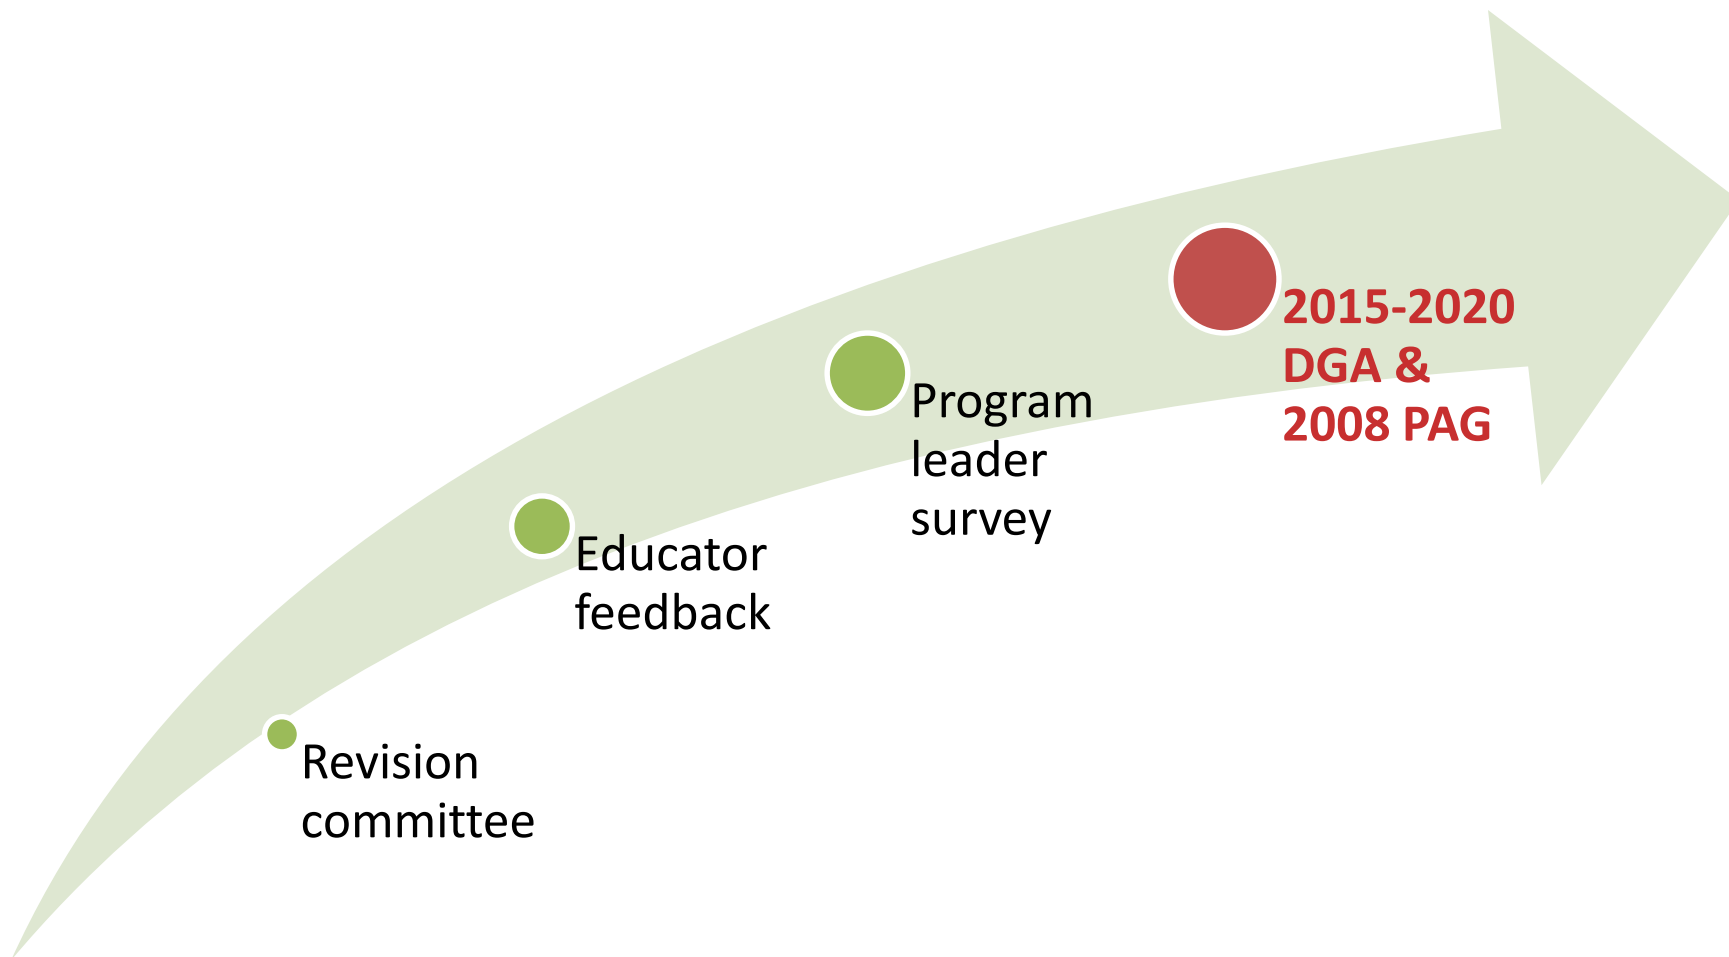 Revision
committee
Educator
feedback
Program
leader
survey
2015-2020
DGA &
2008 PAG